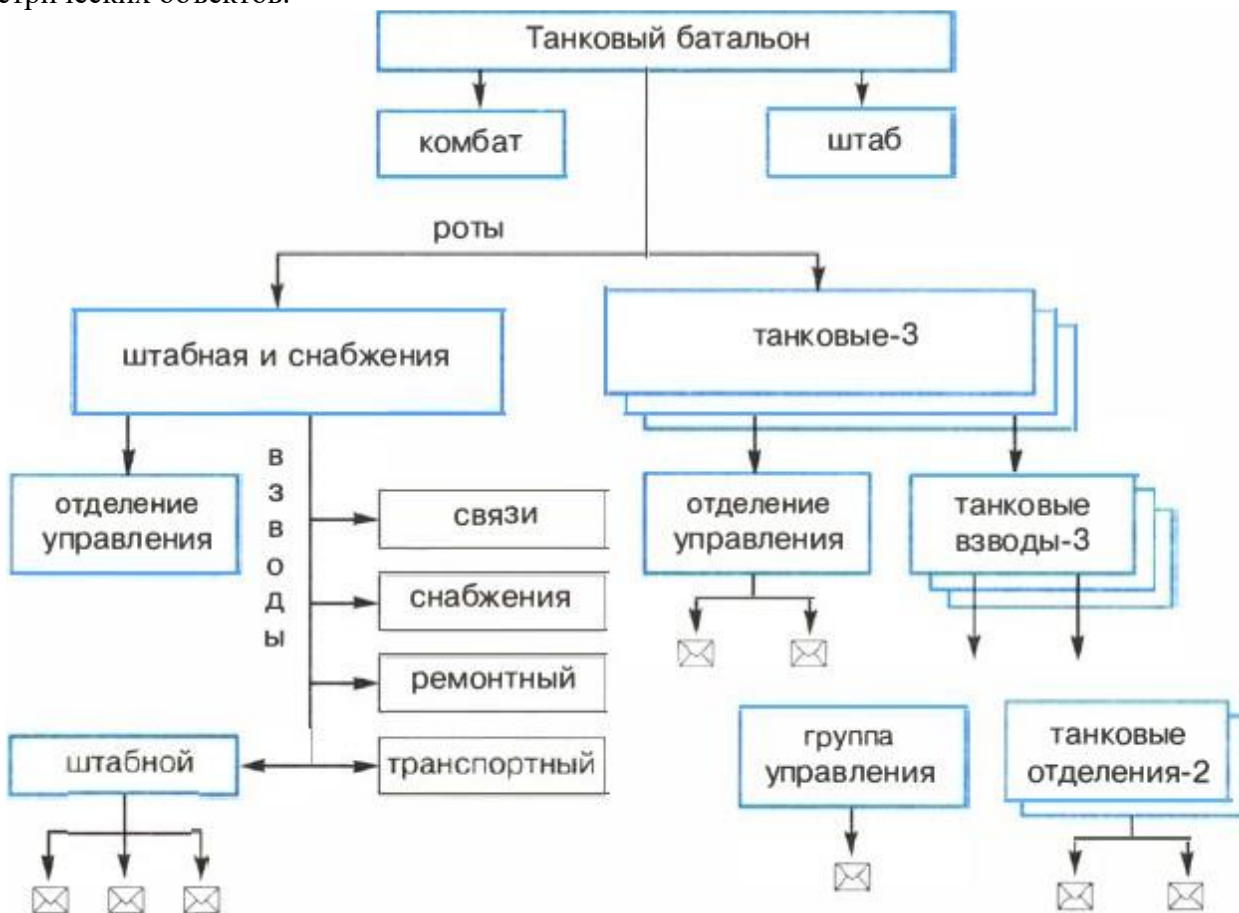 Танковый батальон
комбат
штаб
роты
штабная и снабжения
танковые-3
взводы
отделение
управления
связи
снабжения
ремонтный
транспортный
штабной
отделение
управления
танковые
взводы-3
группа
управления
танковые
отделения-2